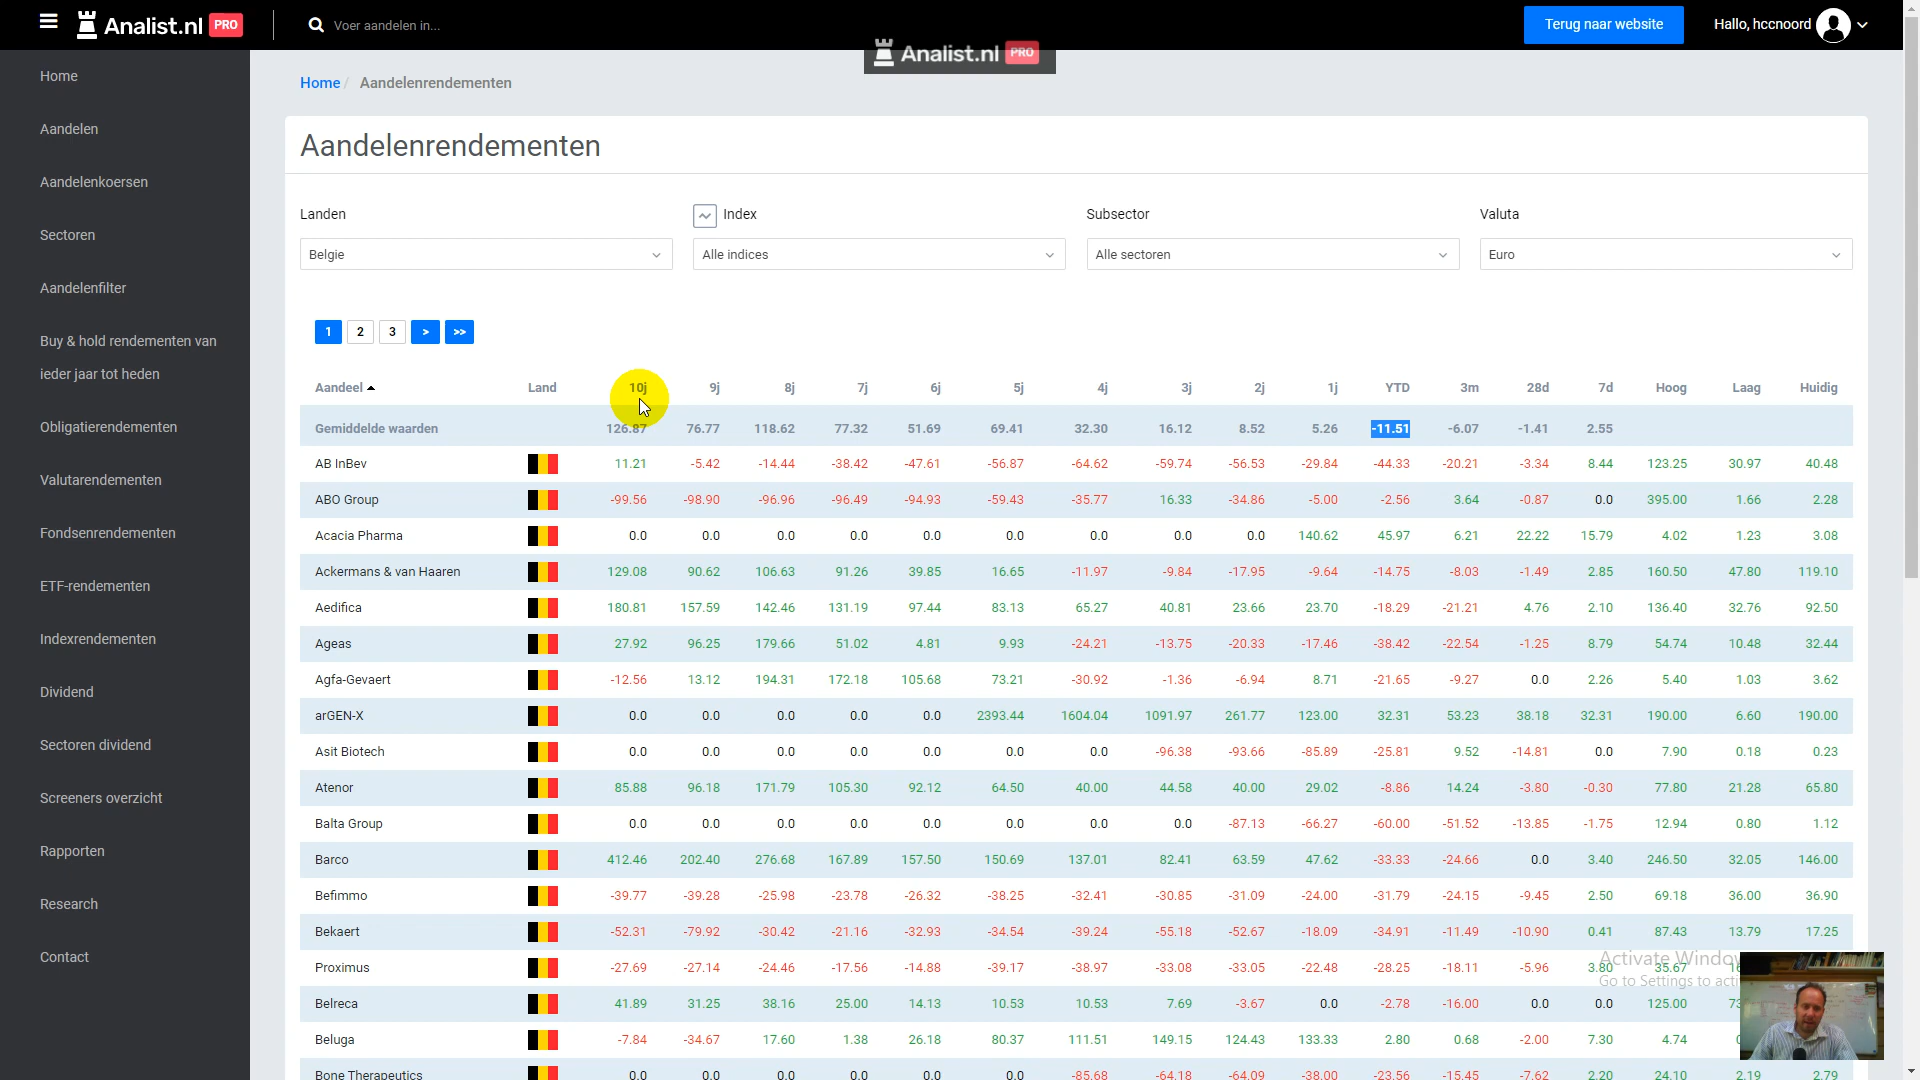 Analist.nl PRO
Voer aandelen in...
Terug naar website
Hallo, hccnoord
Analist.nl PRO
Home
Aandelen
Aandelenkoersen
Sectoren
Aandelenfilter
Buy & hold rendementen van
ieder jaar tot heden
Obligatierendementen
Valutarendementen
Fondsenrendementen
ETF-rendementen
Indexrendementen
Dividend
Sectoren dividend
Screeners overzicht
Rapporten
Research
Contact
Home / Aandelenrendementen
Aandelenrendementen
Landen Index Subsector Valuta
Belgie Alle indices Alle sectoren Euro
1 2 3 > >>
Aandeel Land 10j 9j 8j 7j 6j 5j 4j 3j 2j 1j YTD 3m 28d 7d Hoog Laag Huidig
Gemiddelde waarden 126.87 76.77 118.62 77.32 51.69 69.41 32.30 16.12 8.52 5.26 -11.51 -6.07 -1.41 2.55
AB InBev 11.21 -5.42 -14.44 -38.42 -47.61 -56.87 -64.62 -59.74 -56.53 -29.84 -44.33 -20.21 -3.34 8.44 123.25 30.97 40.48
ABO Group -99.56 -98.90 -96.96 -96.49 -94.93 -59.43 -35.77 16.33 -34.86 -5.00 -2.56 3.64 -0.87 0.0 395.00 1.66 2.28
Acacia Pharma 0.0 0.0 0.0 0.0 0.0 0.0 0.0 0.0 0.0 140.62 45.97 6.21 22.22 15.79 4.02 1.23 3.08
Ackermans & van Haaren 129.08 90.62 106.63 91.26 39.85 16.65 -11.97 -9.84 -17.95 -9.64 -14.75 -8.03 -1.49 2.85 160.50 47.80 119.10
Aedifica 180.81 157.59 142.46 131.19 97.44 83.13 65.27 40.81 23.66 23.70 -18.29 -21.21 4.76 2.10 136.40 32.76 92.50
Ageas 27.92 96.25 179.66 51.02 4.81 9.93 -24.21 -13.75 -20.33 -17.46 -38.42 -22.54 -1.25 8.79 54.74 10.48 32.44
Agfa-Gevaert -12.56 13.12 194.31 172.18 105.68 73.21 -30.92 -1.36 -6.94 8.71 -21.65 -9.27 0.0 2.26 5.40 1.03 3.62
arGEN-X 0.0 0.0 0.0 0.0 0.0 2393.44 1604.04 1091.97 261.77 123.00 32.31 53.23 38.18 32.31 190.00 6.60 190.00
Asit Biotech 0.0 0.0 0.0 0.0 0.0 0.0 0.0 -96.38 -93.66 -85.89 -25.81 9.52 -14.81 0.0 7.90 0.18 0.23
Atenor 85.88 96.18 171.79 105.30 92.12 64.50 40.00 44.58 40.00 29.02 -8.86 14.24 -3.80 -0.30 77.80 21.28 65.80
Balta Group 0.0 0.0 0.0 0.0 0.0 0.0 0.0 0.0 -87.13 -66.27 -60.00 -51.52 -13.85 -1.75 12.94 0.80 1.12
Barco 412.46 202.40 276.68 167.89 157.50 150.69 137.01 82.41 63.59 47.62 -33.33 -24.66 0.0 3.40 246.50 32.05 146.00
Befimmo -39.77 -39.28 -25.98 -23.78 -26.32 -38.25 -32.41 -30.85 -31.09 -24.00 -31.79 -24.15 -9.45 2.50 69.18 36.00 36.90
Bekaert -52.31 -79.92 -30.42 -21.16 -32.93 -34.54 -39.24 -55.18 -52.67 -18.09 -34.91 -11.49 -10.90 0.41 87.43 13.79 17.25
Proximus -27.69 -27.14 -24.46 -17.56 -14.88 -39.17 -38.97 -33.08 -33.05 -22.48 -28.25 -18.11 -5.96 3.80 35.67
Activate Window
Go to Settings to acti
Belreca 41.89 31.25 38.16 25.00 14.13 10.53 10.53 7.69 -3.67 0.0 -2.78 -16.00 0.0 0.0 125.00
Beluga -7.84 -34.67 17.60 1.38 26.18 80.37 111.51 149.15 124.43 133.33 2.80 0.68 -2.00 7.30 4.74
Bone Therapeutics 0.0 0.0 0.0 0.0 0.0 0.0 -85.68 -64.18 -64.09 -38.00 -23.56 -15.45 -7.62 2.20 24.10 2.19 2.79